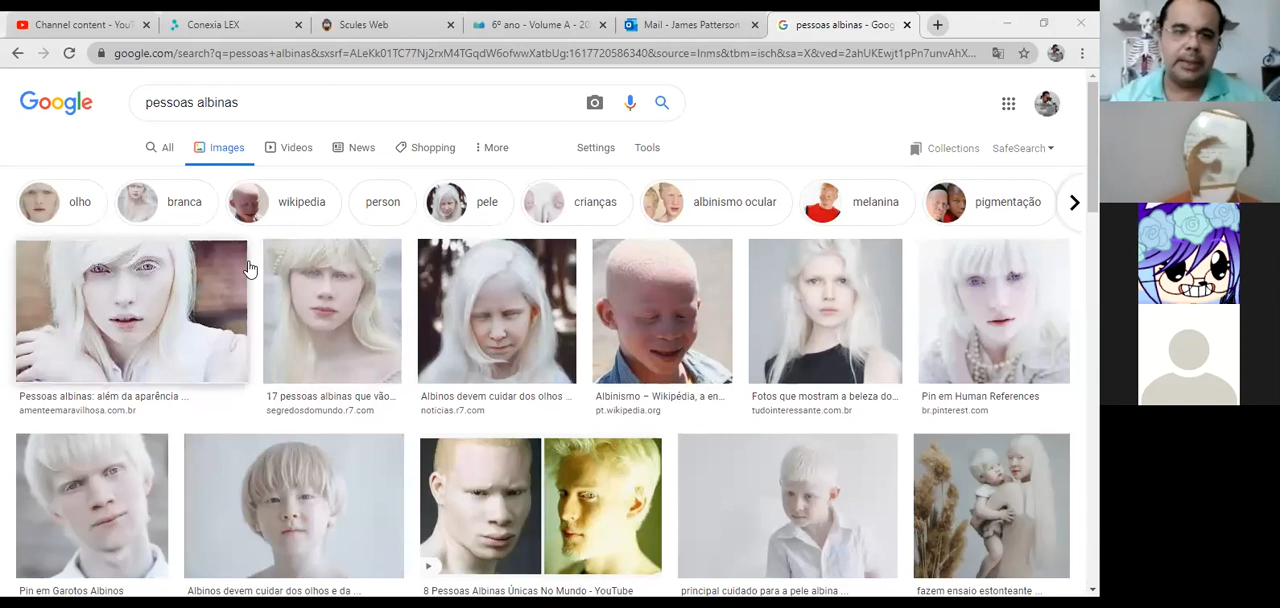 Channel content - YouT
Conexia LEX
Scules Web
6º ano - Volume A - 20
Mail - James Patterson
pessoas albinas - Goog
google.com/search?q=pessoas+albinas&sxsrf=ALeKk01TC77Nj2nrM4TGqdW6ofwwXatbUg:1617720586340&source=lnms&tbm=isch&sa=X&ved=2ahUKEwjt1pPn7unvAhX...
Google
pessoas albinas
All
Images
Videos
News
Shopping
More
Settings
Tools
Collections
SafeSearch
olho
branca
wikipedia
person
pele
crianças
albinismo ocular
melanina
pigmentação
Pessoas albinas: além da aparência ...
amenteemaravilhosa.com.br
17 pessoas albinas que vão...
segredosdomundo.r7.com
Albinos devem cuidar dos olhos ...
noticias.r7.com
Albinismo – Wikipédia, a en...
pt.wikipedia.org
Fotos que mostram a beleza do...
tudointeressante.com.br
Pin em Human References
br.pinterest.com
Pin em Garotos Albinos
Albinos devem cuidar dos olhos e da ...
8 Pessoas Albinas Únicas No Mundo - YouTube
principal cuidado para a pele albina ...
fazem ensaio estonteante ...